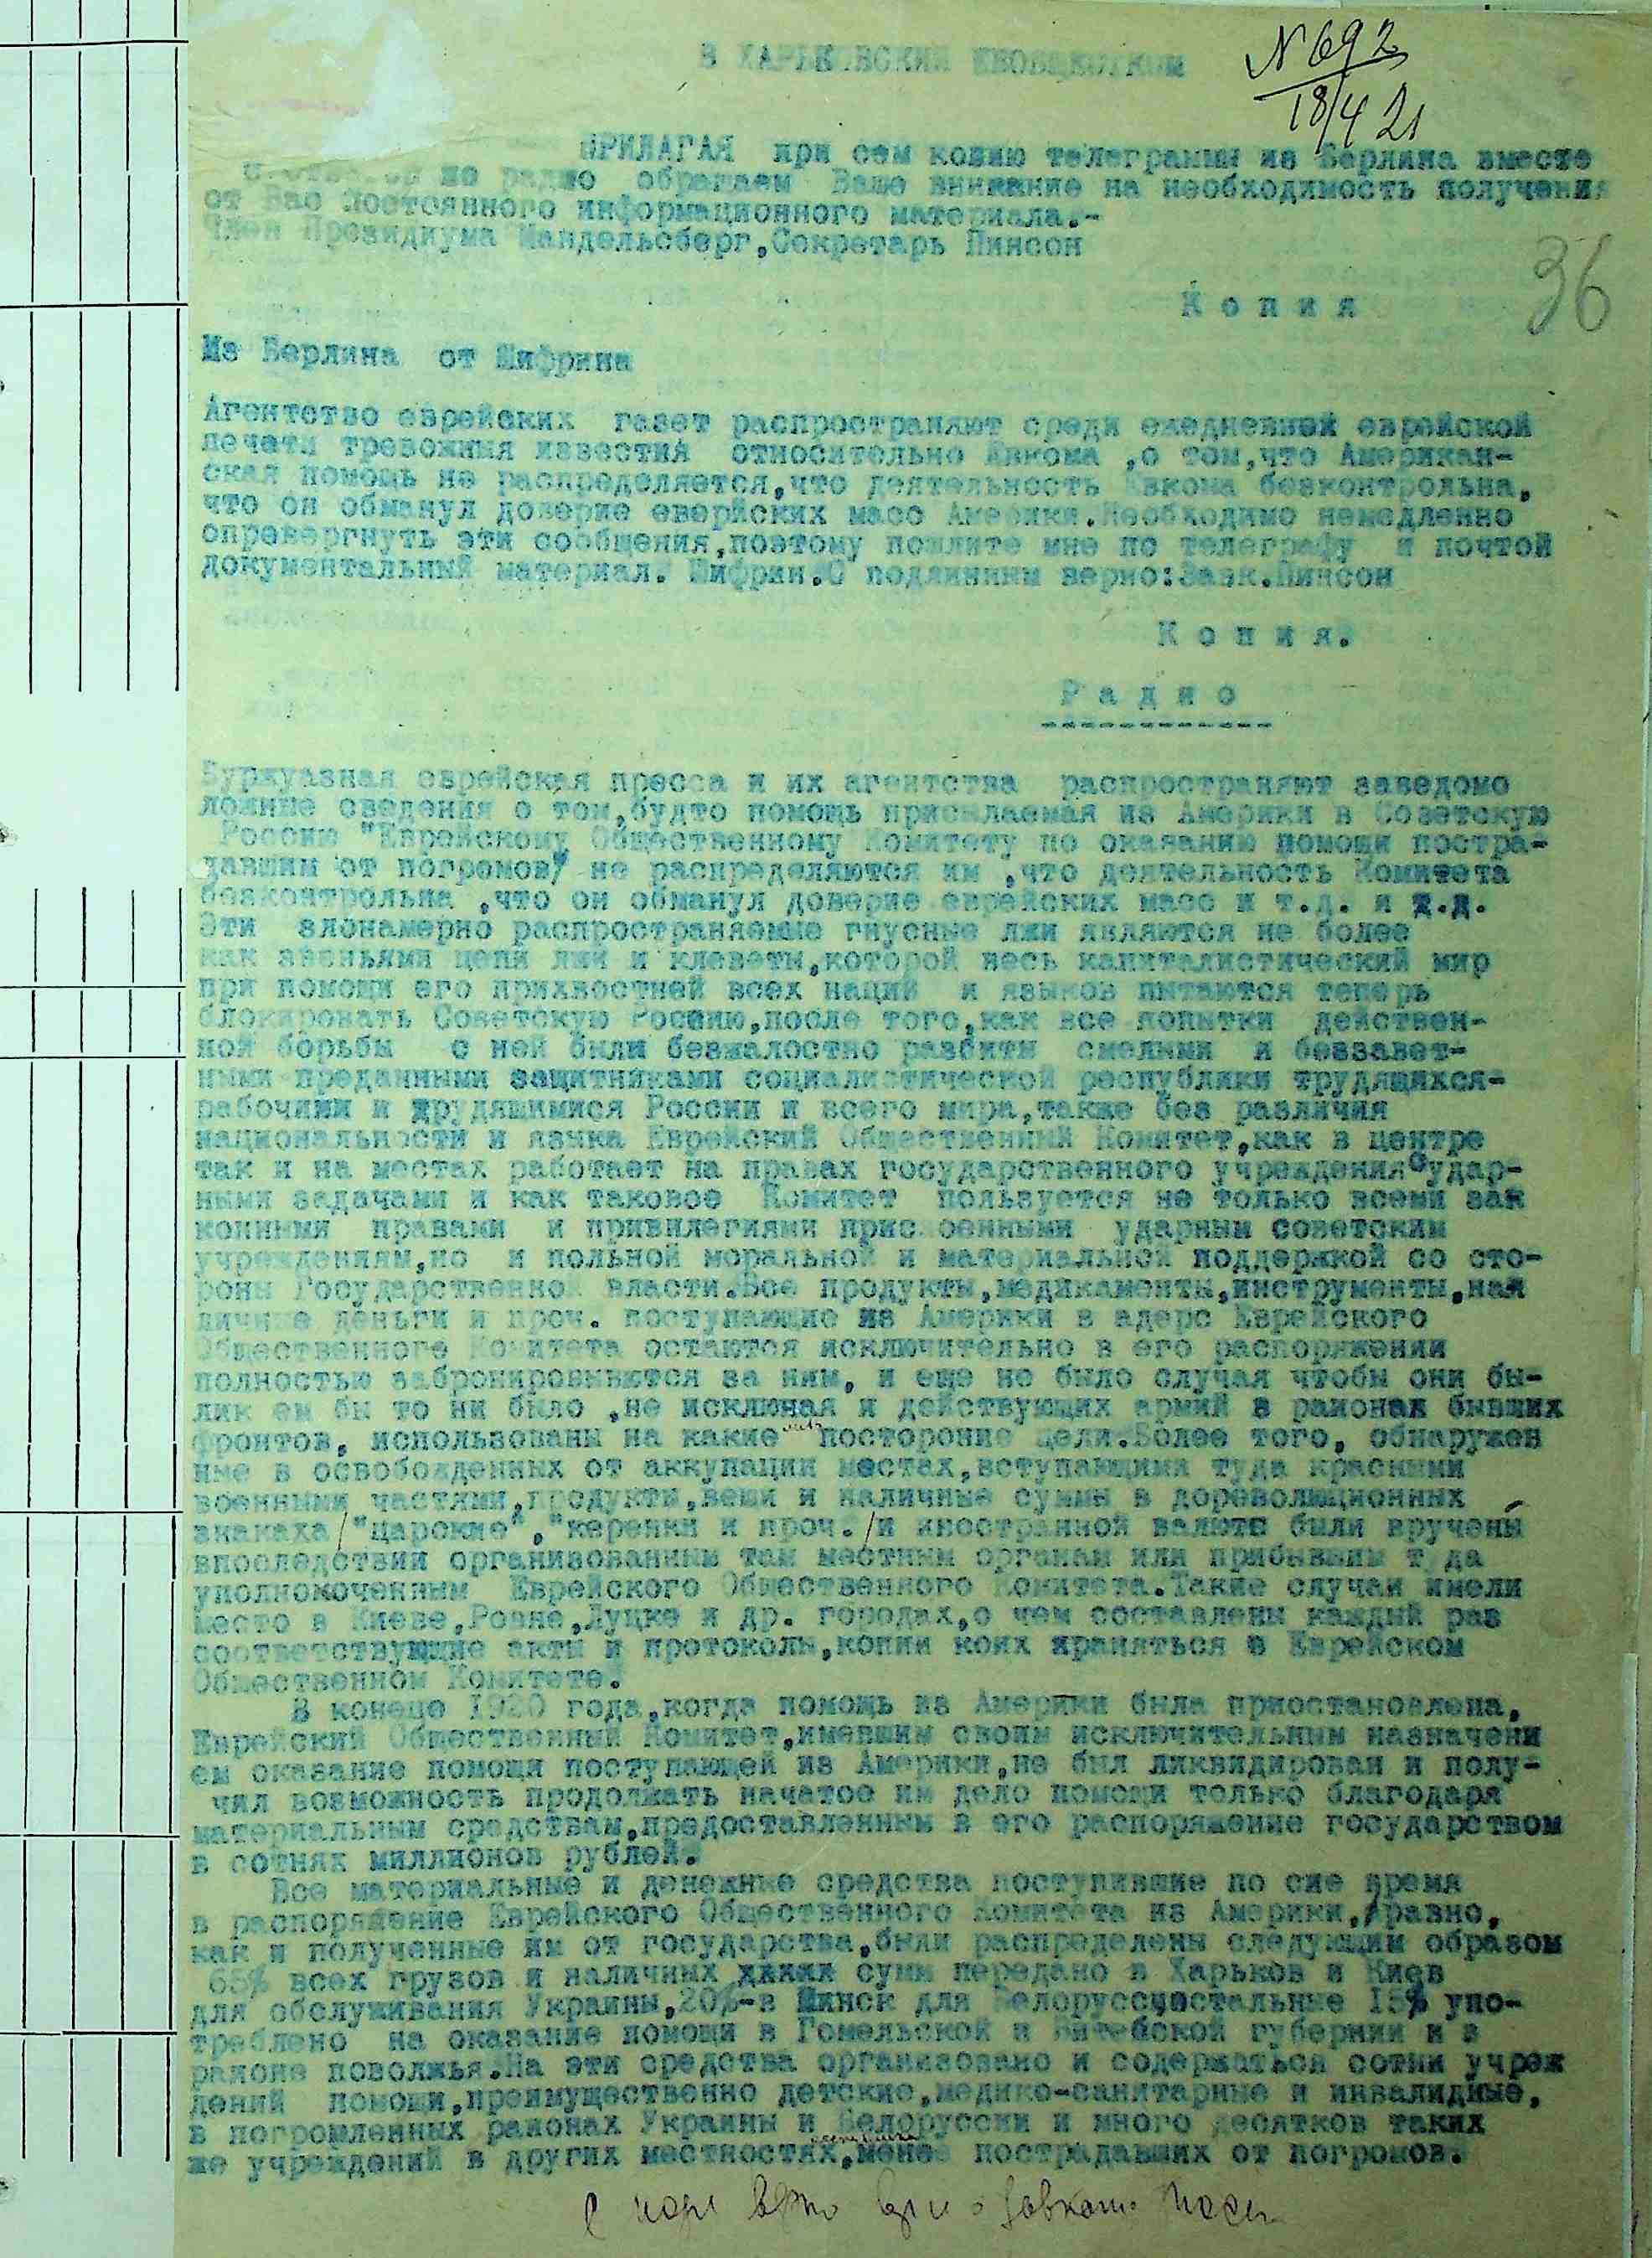 В ХАРЬКОВСКИЙ ЕВОБЩЕСТКОМ
N 692
18/4 21
ПРИЛАГАЯ при сем копию телеграммы из Берлина вместе
с по радио обращаем Ваше внимание на необходимость получения
от Вас постоянного информационного материала.-
Член Президиума Мандельсберг,Секретарь Пинсон
36
К о п и я
Из Берлина от Шифрина
Агентство еврейских газет распространяют среди ежедневной еврейской
печати тревожныя известия относительно Евкома ,о том,что Американ-
ская помощь не распределяется,что деятельность Евкома безконтрольна,
что он обманул доверие еверйских масс Америки.Необходимо немедленно
опровергнуть эти сообщения,поэтому пошлите мне по телеграфу и почтой
документальный материал. Шифрин.С подлинным верно:Завк.Пинсон
К о п и я.
Р а д и о
Буржуазная еврейская пресса и их агентства распространяют заведомо
ложные сведения о том,будто помощь присылаемая из Америки в Советскую
Россию "Еврейскому Общественному Комитету по оказанию помощи постра-
давшим от погромов" не распределяются им ,что деятельность Комитета
безконтрольна ,что он обманул доверие еврейских масс и т.д. и т.д.
Эти злонамерно распространяемые гнусные лжи являются не более
как звеньями цепи лжи и клеветы,которой весь капиталистический мир
при помощи его прихвостней всех наций и языков пытаются теперь
блокировать Советскую Россию,после того,как все попытки действен-
ной борьбы с ней были безжалостно разбиты смелыми и беззавет-
ными преданными защитниками социалистической республики трудящихся-
рабочими и трудящимися России и всего мира,также без различия
национальности и языка Еврейский Общественный Комитет,как в центре
так и на местах работает на правах государственного учреждения с удар-
ными задачами и как таковое Комитет пользуется не только всеми зак
конными правами и привилегиями присвоенными ударным советским
учреждениям,но и польной моральной и материальной поддержкой со сто-
роны Государственной власти.Все продукты,медикаменты,инструменты,нал
личные деньги и проч. поступающие из Америки в адерс Еврейского
Общественного Комитета остаются исключительно в его распоряжении
полностью забронировываются за ним, и еще не было случая чтобы они бы-
лик ем бы то ни было ,не исключая и действующих армий в районах бывших
фронтов, использованы на какие либо посторонне цели.Более того, обнаружен
ные в освобожденных от аккупации местах,вступающими туда красными
военными частями,продукты,вещи и наличные суммы в дореволюционных
знаках /"царские","керенки и проч./и иностранной валюте были вручены
впоследствии организованным там местным органам или прибывшим туда
уполномоченным Еврейского Общественного Комитета.Такие случаи имели
место в Киеве,Ровне,Луцке и др. городах,о чем составлены каждый раз
соответствующие акты и протоколы,копии коих храняться в Еврейском
Общественном Комитете.
В конеце 1920 года,когда помощь из Америки была приостановлена,
Еврейский Общественный Комитет,имевшим своим исключительным назначени
ем оказание помощи поступающей из Америки,не был ликвидирован и полу-
чил возможность продолжать начатое им дело помощи только благодаря
материальным средствам,предоставленным в его распоряжение государством
в сотнях миллионов рублей.
Все материальные и денежные средства поступившие по сие время
в распоряжение Еврейского Общественного Комитета из Америки,равно,
как и полученные им от государства,были распределены следующим образом
65% всех грузов и наличных сумм передано в Харьков и Киев
для обслуживания Украины,20%-в Минск для Белоруссии остальные 15% упо-
треблено на оказание помощи в Гомельской и Витебской губернии и в
районе поволжья.На эти средства организовано и содержаться сотни учреж
дений помощи,преимущественно детские,медико-санитарные и инвалидные,
в погромленных районах Украины и Белоруссии и много десятков таких
же учреждений в других местностях,менее пострадавших от погромов.